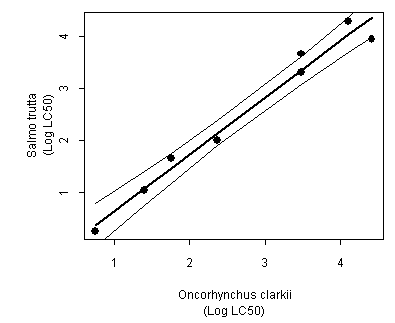 Salmo trutta
(Log LC50)
4
3
2
1
1 2 3 4
Oncorhynchus clarkii
(Log LC50)